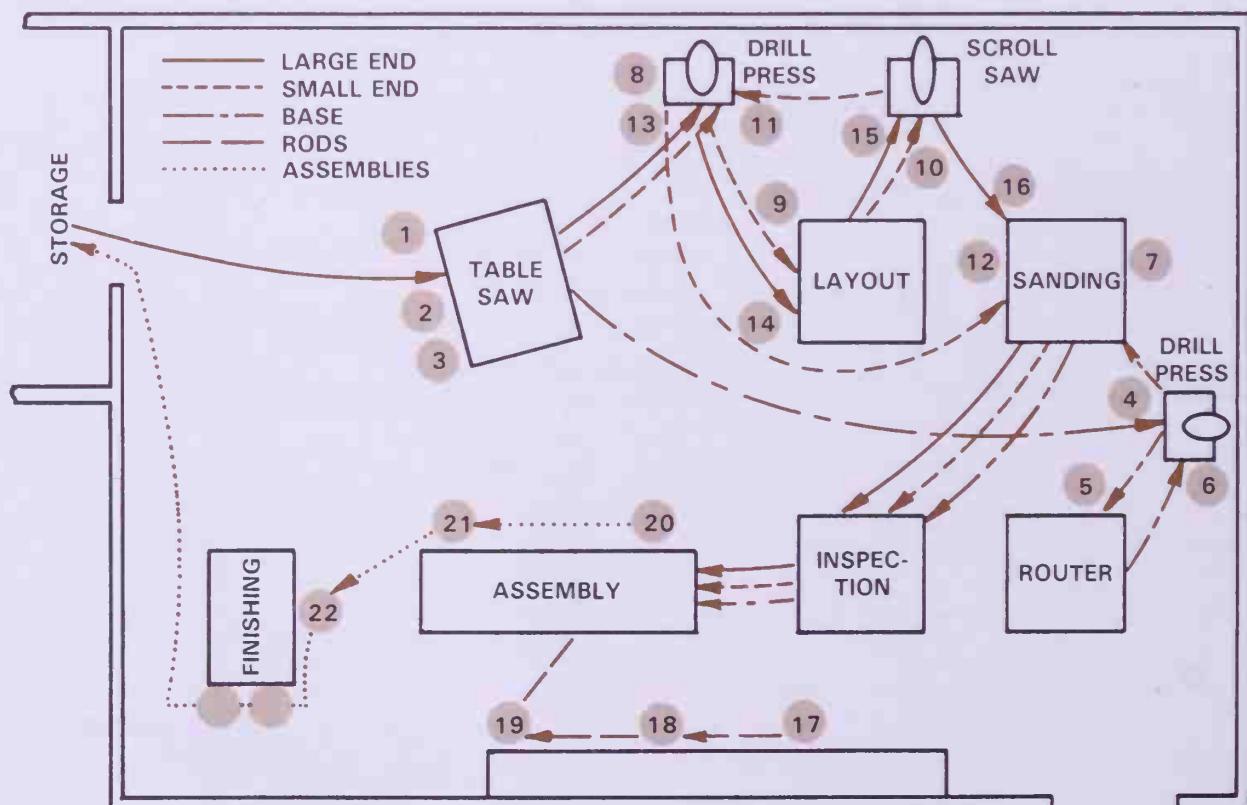 LARGE END
SMALL END
BASE
RODS
ASSEMBLIES
STORAGE
8
13
DRILL
PRESS
11
SCROLL
SAW
15
10
16
1
2
3
TABLE
SAW
9
14
LAYOUT
12
SANDING
7
DRILL
PRESS
4
5
6
21
20
22
FINISHING
ASSEMBLY
INSPEC-
TION
ROUTER
19
18
17